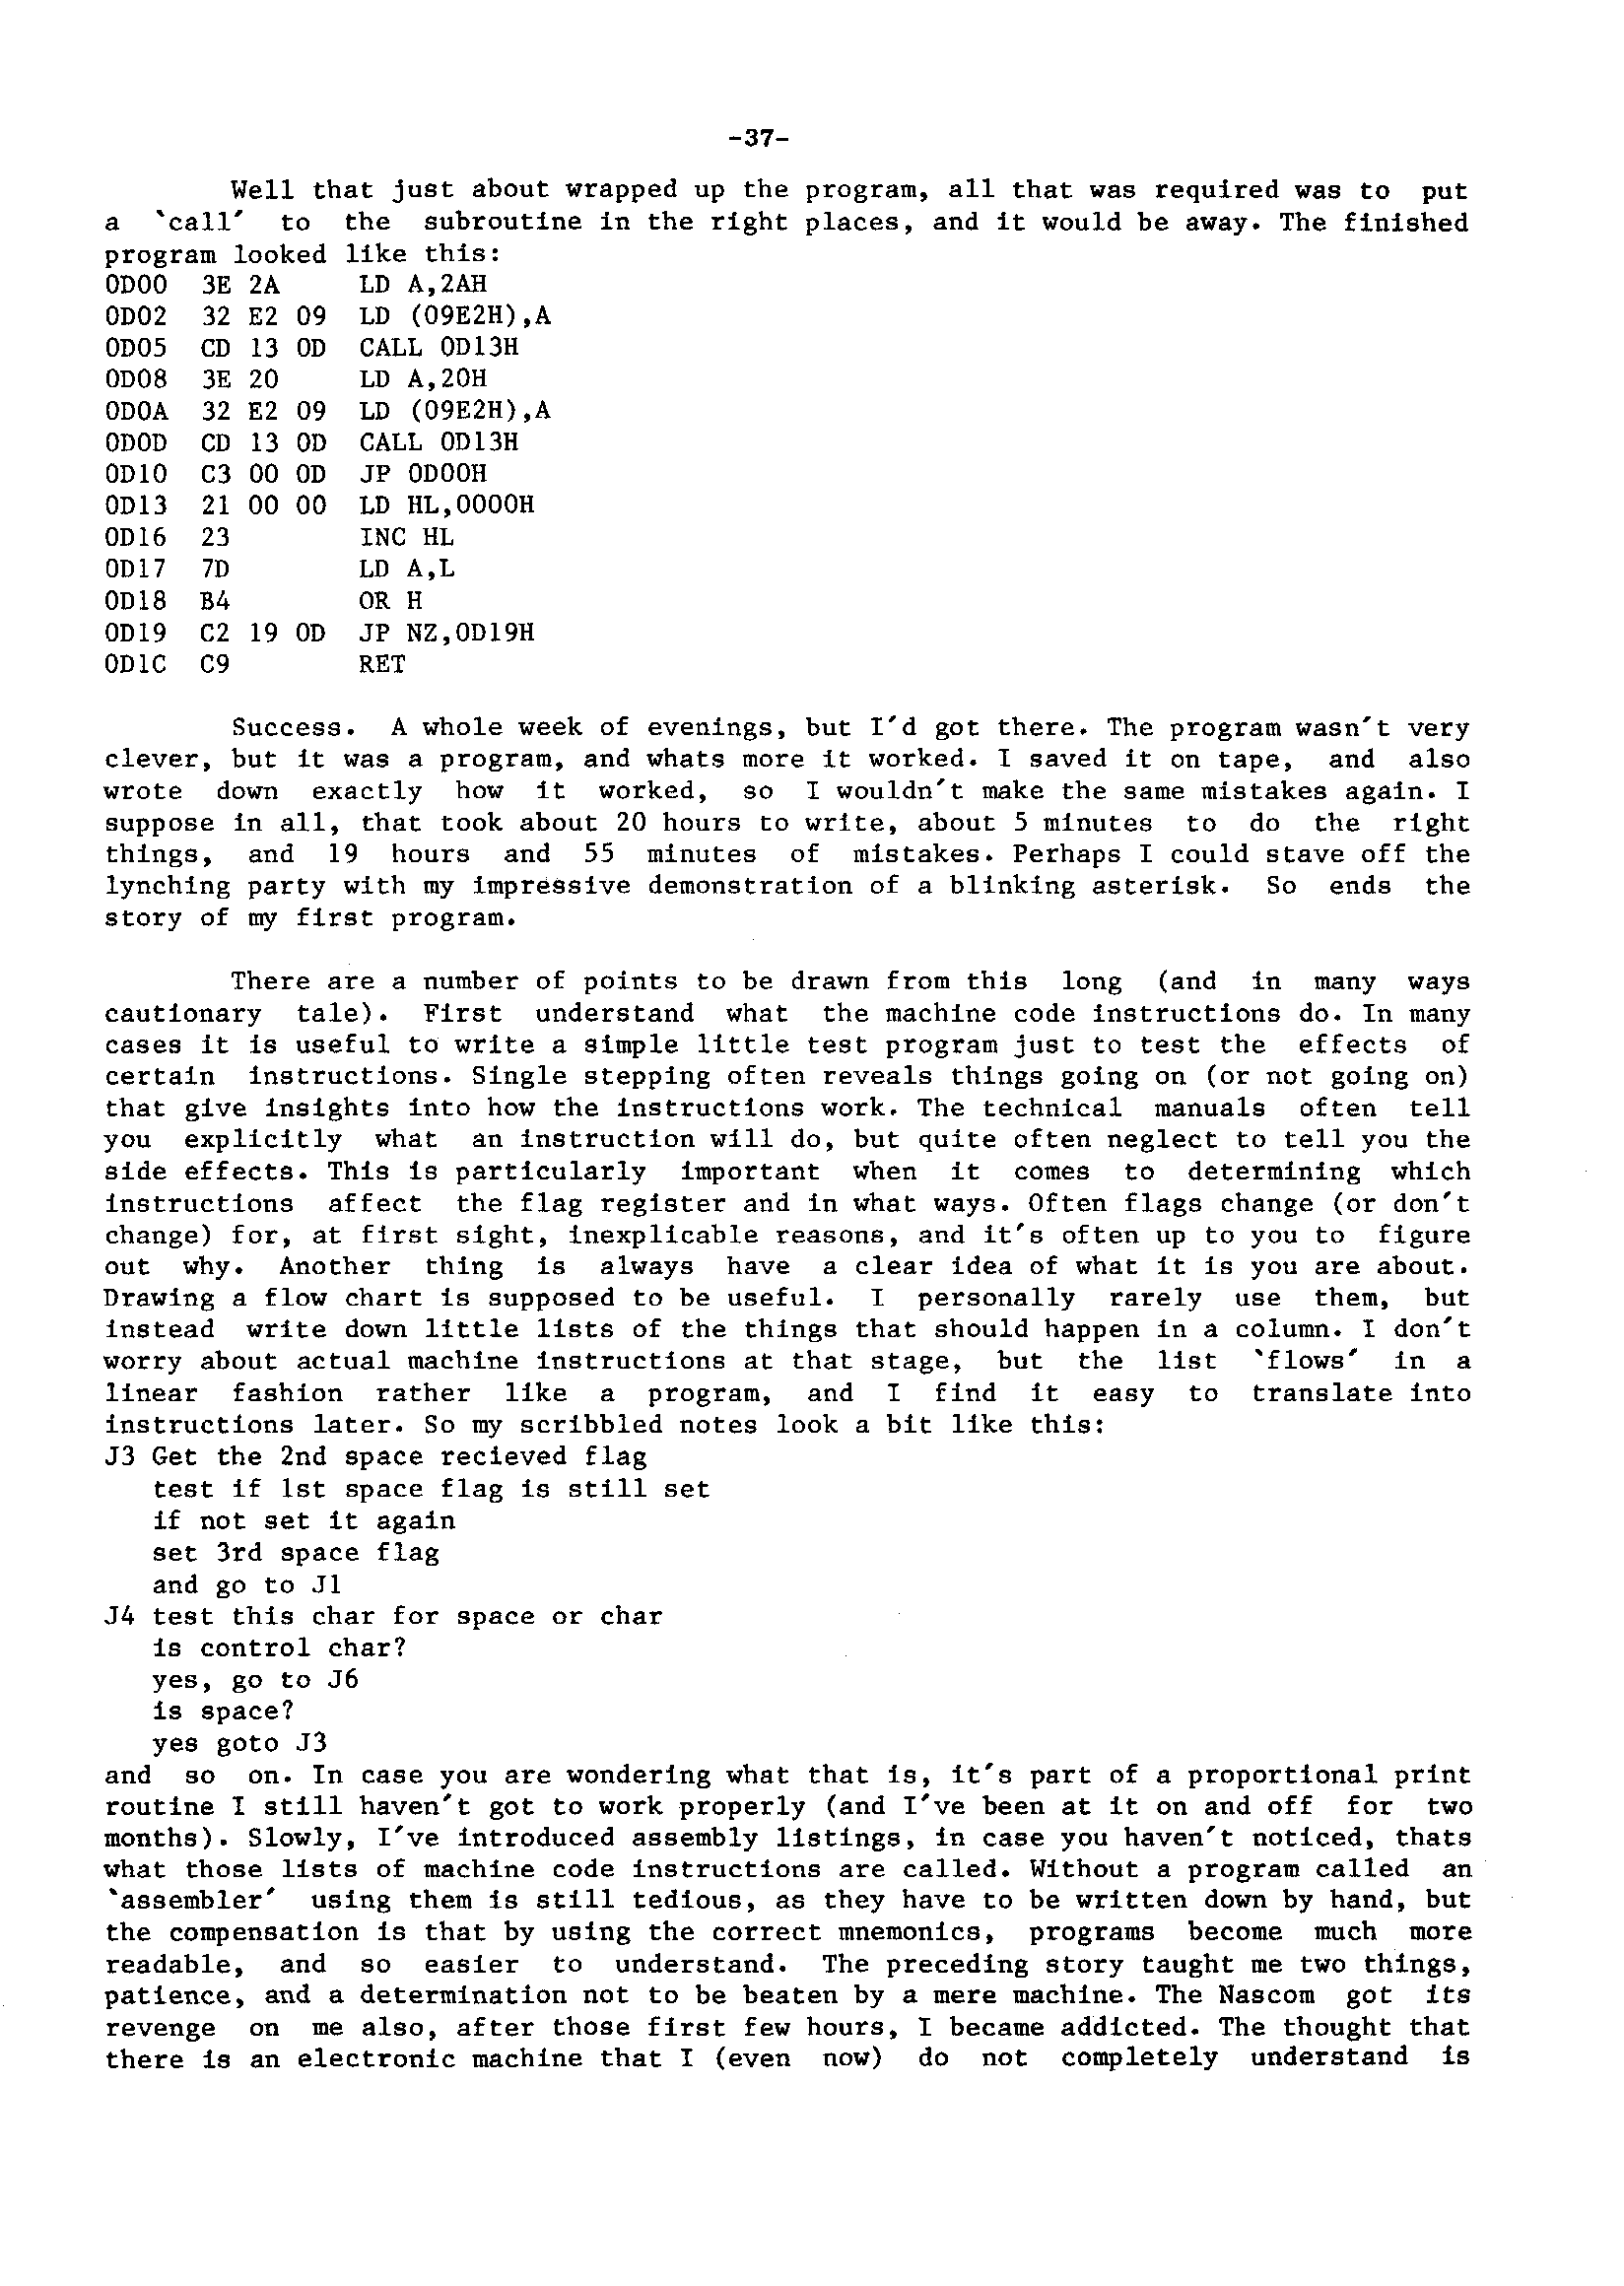 -37-
Well that just about wrapped up the program, all that was required was to put
a `call' to the subroutine in the right places, and it would be away. The finished
program looked like this:
0D00 3E 2A LD A,2AH
0D02 32 E2 09 LD (09E2H),A
0D05 CD 13 0D CALL 0D13H
0D08 3E 20 LD A,20H
0D0A 32 E2 09 LD (09E2H),A
0D0D CD 13 0D CALL 0D13H
0D10 C3 00 0D JP 0D00H
0D13 21 00 00 LD HL,0000H
0D16 23 INC HL
0D17 7D LD A,L
0D18 B4 OR H
0D19 C2 19 0D JP NZ,0D19H
0D1C C9 RET
Success. A whole week of evenings, but I'd got there. The program wasn't very
clever, but it was a program, and whats more it worked. I saved it on tape, and also
wrote down exactly how it worked, so I wouldn't make the same mistakes again. I
suppose in all, that took about 20 hours to write, about 5 minutes to do the right
things, and 19 hours and 55 minutes of mistakes. Perhaps I could stave off the
lynching party with my impressive demonstration of a blinking asterisk. So ends the
story of my first program.
There are a number of points to be drawn from this long (and in many ways
cautionary tale). First understand what the machine code instructions do. In many
cases it is useful to write a simple little test program just to test the effects of
certain instructions. Single stepping often reveals things going on (or not going on)
that give insights into how the instructions work. The technical manuals often tell
you explicitly what an instruction will do, but quite often neglect to tell you the
side effects. This is particularly important when it comes to determining which
instructions affect the flag register and in what ways. Often flags change (or don't
change) for, at first sight, inexplicable reasons, and it's often up to you to figure
out why. Another thing is always have a clear idea of what it is you are about.
Drawing a flow chart is supposed to be useful. I personally rarely use them, but
instead write down little lists of the things that should happen in a column. I don't
worry about actual machine instructions at that stage, but the list `flows' in a
linear fashion rather like a program, and I find it easy to translate into
instructions later. So my scribbled notes look a bit like this:
J3 Get the 2nd space recieved flag
test if 1st space flag is still set
if not set it again
set 3rd space flag
and go to J1
J4 test this char for space or char
is control char?
yes, go to J6
is space?
yes goto J3
and so on. In case you are wondering what that is, it's part of a proportional print
routine I still haven't got to work properly (and I've been at it on and off for two
months). Slowly, I've introduced assembly listings, in case you haven't noticed, thats
what those lists of machine code instructions are called. Without a program called an
`assembler' using them is still tedious, as they have to be written down by hand, but
the compensation is that by using the correct mnemonics, programs become much more
readable, and so easier to understand. The preceding story taught me two things,
patience, and a determination not to be beaten by a mere machine. The Nascom got its
revenge on me also, after those first few hours, I became addicted. The thought that
there is an electronic machine that I (even now) do not completely understand is